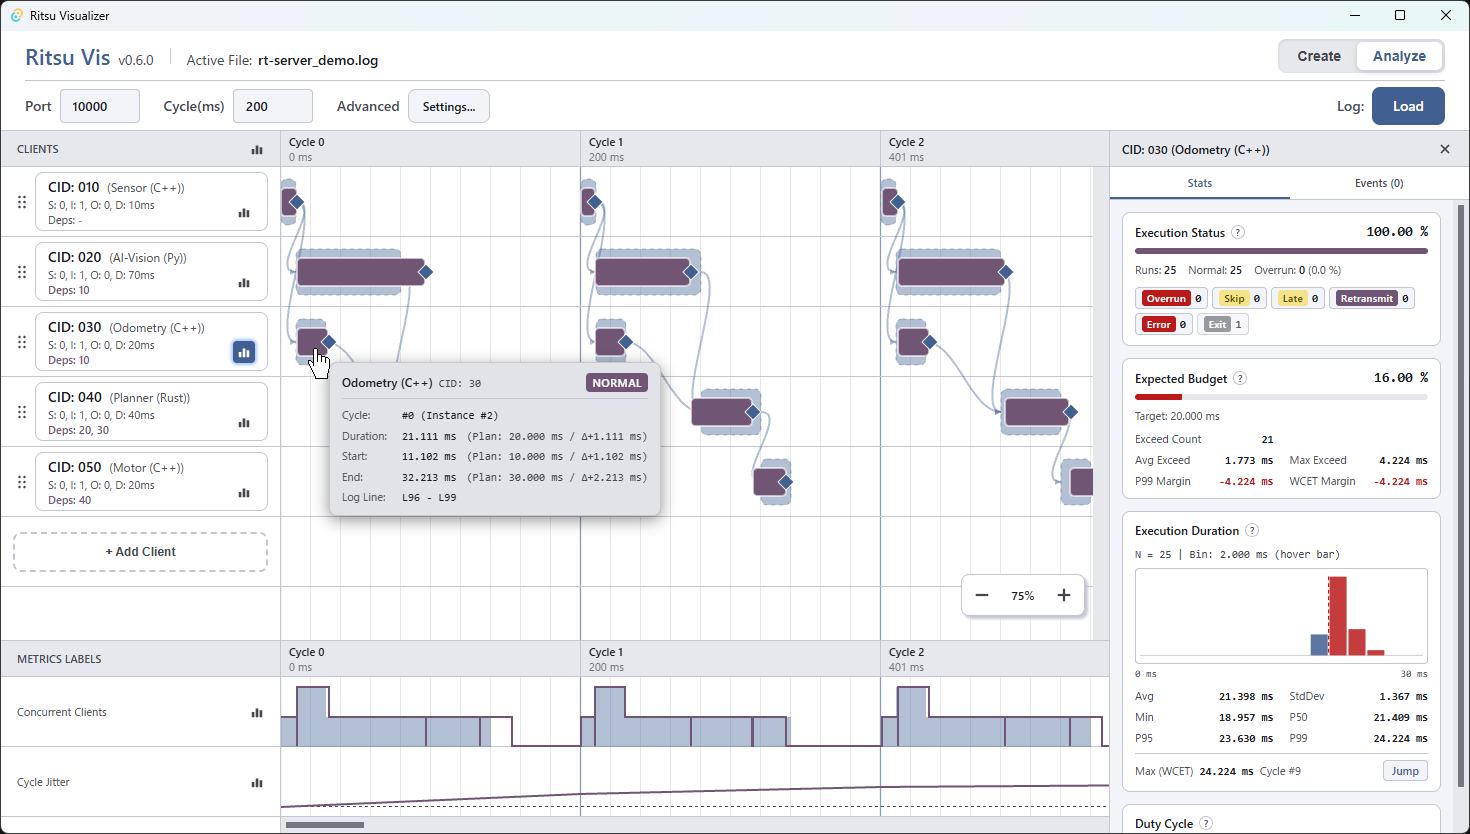 Ritsu Visualizer
Ritsu Vis v0.6.0 Active File: rt-server_demo.log
Create Analyze
Port 10000 Cycle(ms) 200 Advanced Settings...
Log: Load
CLIENTS
CID: 010 (Sensor (C++))
S: 0, I: 1, O: 0, D: 10ms
Deps: -
CID: 020 (AI-Vision (Py))
S: 0, I: 1, O: 0, D: 70ms
Deps: 10
CID: 030 (Odometry (C++))
S: 0, I: 1, O: 0, D: 20ms
Deps: 10
CID: 040 (Planner (Rust))
S: 0, I: 1, O: 0, D: 40ms
Deps: 20, 30
CID: 050 (Motor (C++))
S: 0, I: 1, O: 0, D: 20ms
Deps: 40
+ Add Client
Cycle 0
0 ms
Cycle 1
200 ms
Cycle 2
401 ms
Odometry (C++) CID: 30 NORMAL
Cycle: #0 (Instance #2)
Duration: 21.111 ms (Plan: 20.000 ms / Δ+1.111 ms)
Start: 11.102 ms (Plan: 10.000 ms / Δ+1.102 ms)
End: 32.213 ms (Plan: 30.000 ms / Δ+2.213 ms)
Log Line: L96 - L99
− 75% +
METRICS LABELS
Cycle 0
0 ms
Cycle 1
200 ms
Cycle 2
401 ms
Concurrent Clients
Cycle Jitter
CID: 030 (Odometry (C++))
Stats Events (0)
Execution Status ? 100.00 %
Runs: 25 Normal: 25 Overrun: 0 (0.0 %)
Overrun 0 Skip 0 Late 0 Retransmit 0
Error 0 Exit 1
Expected Budget ? 16.00 %
Target: 20.000 ms
Exceed Count 21
Avg Exceed 1.773 ms Max Exceed 4.224 ms
P99 Margin -4.224 ms WCET Margin -4.224 ms
Execution Duration ?
N = 25 | Bin: 2.000 ms (hover bar)
0 ms 30 ms
Avg 21.398 ms StdDev 1.367 ms
Min 18.957 ms P50 21.409 ms
P95 23.630 ms P99 24.224 ms
Max (WCET) 24.224 ms Cycle #9 Jump
Duty Cycle ?